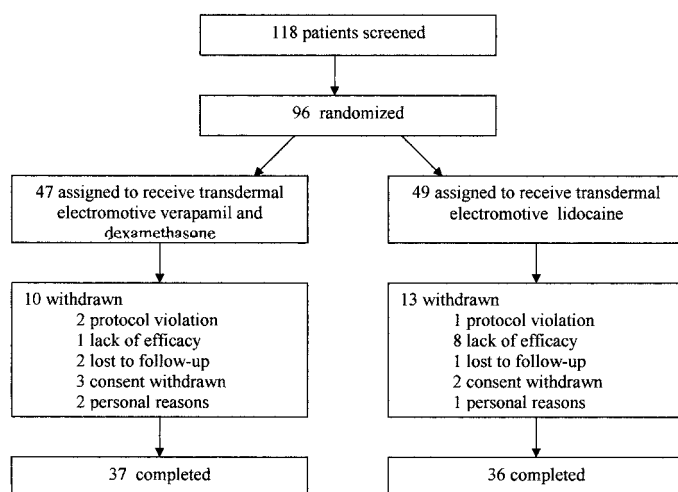 118 patients screened
96 randomized
47 assigned to receive transdermal
electromotive verapamil and
dexamethasone
49 assigned to receive transdermal
electromotive lidocaine
10 withdrawn
2 protocol violation
1 lack of efficacy
2 lost to follow-up
3 consent withdrawn
2 personal reasons
13 withdrawn
1 protocol violation
8 lack of efficacy
1 lost to follow-up
2 consent withdrawn
1 personal reasons
37 completed
36 completed